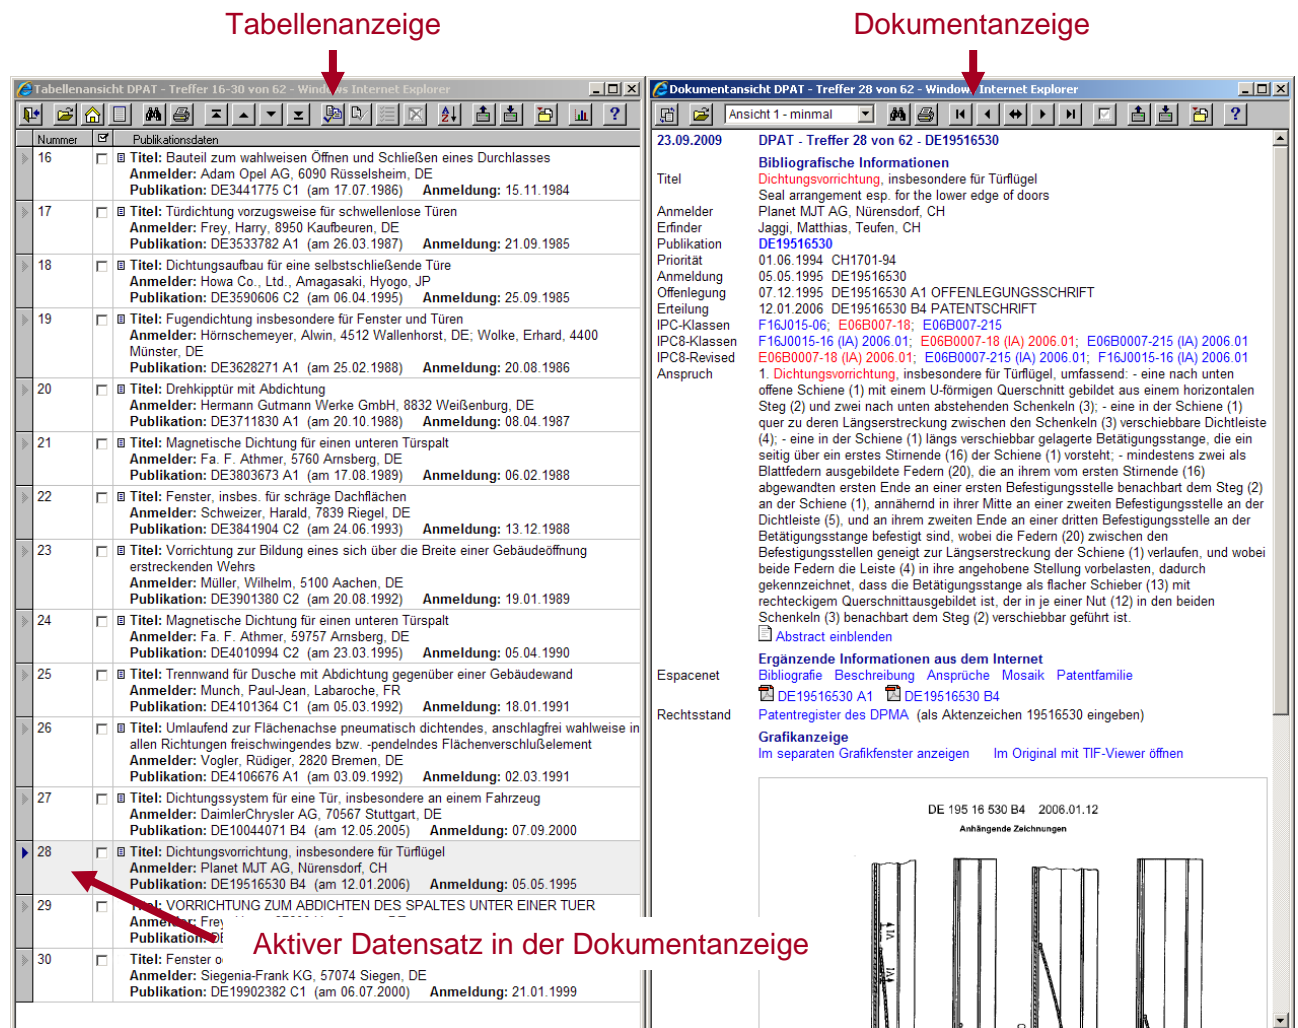 Tabellenanzeige
Dokumentanzeige
Tabellenansicht DPAT - Treffer 16-30 von 62 - Windows Internet Explorer
Nummer Publikationsdaten
16 Titel: Bauteil zum wahlweisen Öffnen und Schließen eines Durchlasses
Anmelder: Adam Opel AG, 6090 Rüsselsheim, DE
Publikation: DE3441775 C1 (am 17.07.1986) Anmeldung: 15.11.1984
17 Titel: Türdichtung vorzugsweise für schwellenlose Türen
Anmelder: Frey, Harry, 8950 Kaufbeuren, DE
Publikation: DE3533782 A1 (am 26.03.1987) Anmeldung: 21.09.1985
18 Titel: Dichtungsaufbau für eine selbstschließende Türe
Anmelder: Howa Co., Ltd., Amagasaki, Hyogo, JP
Publikation: DE3590606 C2 (am 06.04.1995) Anmeldung: 25.09.1985
19 Titel: Fugendichtung insbesondere für Fenster und Türen
Anmelder: Hörnschemeyer, Alwin, 4512 Wallenhorst, DE; Wolke, Erhard, 4400
Münster, DE
Publikation: DE3628271 A1 (am 25.02.1988) Anmeldung: 20.08.1986
20 Titel: Drehkipptür mit Abdichtung
Anmelder: Hermann Gutmann Werke GmbH, 8832 Weißenburg, DE
Publikation: DE3711830 A1 (am 20.10.1988) Anmeldung: 08.04.1987
21 Titel: Magnetische Dichtung für einen unteren Türspalt
Anmelder: Fa. F. Athmer, 5760 Arnsberg, DE
Publikation: DE3803673 A1 (am 17.08.1989) Anmeldung: 06.02.1988
22 Titel: Fenster, insbes. für schräge Dachflächen
Anmelder: Schweizer, Harald, 7839 Riegel, DE
Publikation: DE3841904 C2 (am 24.06.1993) Anmeldung: 13.12.1988
23 Titel: Vorrichtung zur Bildung eines sich über die Breite einer Gebäudeöffnung
erstreckenden Wehrs
Anmelder: Müller, Wilhelm, 5100 Aachen, DE
Publikation: DE3901380 C2 (am 20.08.1992) Anmeldung: 19.01.1989
24 Titel: Magnetische Dichtung für einen unteren Türspalt
Anmelder: Fa. F. Athmer, 59757 Arnsberg, DE
Publikation: DE4010994 C2 (am 23.03.1995) Anmeldung: 05.04.1990
25 Titel: Trennwand für Dusche mit Abdichtung gegenüber einer Gebäudewand
Anmelder: Munch, Paul-Jean, Labaroche, FR
Publikation: DE4101364 C1 (am 05.03.1992) Anmeldung: 18.01.1991
26 Titel: Umlaufend zur Flächenachse pneumatisch dichtendes, anschlagfrei wahlweise in
allen Richtungen freischwingendes bzw. -pendelndes Flächenverschlußelement
Anmelder: Vogler, Rüdiger, 2820 Bremen, DE
Publikation: DE4106676 A1 (am 03.09.1992) Anmeldung: 02.03.1991
27 Titel: Dichtungssystem für eine Tür, insbesondere an einem Fahrzeug
Anmelder: DaimlerChrysler AG, 70567 Stuttgart, DE
Publikation: DE10044071 B4 (am 12.05.2005) Anmeldung: 07.09.2000
28 Titel: Dichtungsvorrichtung, insbesondere für Türflügel
Anmelder: Planet MJT AG, Nürensdorf, CH
Publikation: DE19516530 B4 (am 12.01.2006) Anmeldung: 05.05.1995
29 Titel: VORRICHTUNG ZUM ABDICHTEN DES SPALTES UNTER EINER TUER
Anmelder: Frey
Publikation:
30 Titel: Fenster
Anmelder: Siegenia-Frank KG, 57074 Siegen, DE
Publikation: DE19902382 C1 (am 06.07.2000) Anmeldung: 21.01.1999
Aktiver Datensatz in der Dokumentanzeige
Dokumentansicht DPAT - Treffer 28 von 62 - Windows Internet Explorer
Ansicht 1 - minmal
23.09.2009 DPAT - Treffer 28 von 62 - DE19516530
Bibliografische Informationen
Titel Dichtungsvorrichtung, insbesondere für Türflügel
Seal arrangement esp. for the lower edge of doors
Anmelder Planet MJT AG, Nürensdorf, CH
Erfinder Jaggi, Matthias, Teufen, CH
Publikation DE19516530
Priorität 01.06.1994 CH1701-94
Anmeldung 05.05.1995 DE19516530
Offenlegung 07.12.1995 DE19516530 A1 OFFENLEGUNGSSCHRIFT
Erteilung 12.01.2006 DE19516530 B4 PATENTSCHRIFT
IPC-Klassen F16J015-06; E06B007-18; E06B007-215
IPC8-Klassen F16J0015-16 (IA) 2006.01; E06B0007-18 (IA) 2006.01; E06B0007-215 (IA) 2006.01
IPC8-Revised E06B0007-18 (IA) 2006.01; E06B0007-215 (IA) 2006.01; F16J0015-16 (IA) 2006.01
Anspruch 1. Dichtungsvorrichtung, insbesondere für Türflügel, umfassend: - eine nach unten
offene Schiene (1) mit einem U-förmigen Querschnitt gebildet aus einem horizontalen
Steg (2) und zwei nach unten abstehenden Schenkeln (3); - eine in der Schiene (1)
quer zu deren Längserstreckung zwischen den Schenkeln (3) verschiebbare Dichtleiste
(4); - eine in der Schiene (1) längs verschiebbar gelagerte Betätigungsstange, die ein
seitig über ein erstes Stirnende (16) der Schiene (1) vorsteht; - mindestens zwei als
Blattfedern ausgebildete Federn (20), die an ihrem vom ersten Stirnende (16)
abgewandten ersten Ende an einer ersten Befestigungsstelle benachbart dem Steg (2)
an der Schiene (1), annähernd in ihrer Mitte an einer zweiten Befestigungsstelle an der
Dichtleiste (5), und an ihrem zweiten Ende an einer dritten Befestigungsstelle an der
Betätigungsstange befestigt sind, wobei die Federn (20) zwischen den
Befestigungsstellen geneigt zur Längserstreckung der Schiene (1) verlaufen, und wobei
beide Federn die Leiste (4) in ihre angehobene Stellung vorbelasten, dadurch
gekennzeichnet, dass die Betätigungsstange als flacher Schieber (13) mit
rechteckigem Querschnittausgebildet ist, der in je einer Nut (12) in den beiden
Schenkeln (3) benachbart dem Steg (2) verschiebbar geführt ist.
Abstract einblenden
Ergänzende Informationen aus dem Internet
Espacenet Bibliografie Beschreibung Ansprüche Mosaik Patentfamilie
DE19516530 A1 DE19516530 B4
Rechtsstand Patentregister des DPMA (als Aktenzeichen 19516530 eingeben)
Grafikanzeige
Im separaten Grafikfenster anzeigen Im Original mit TIF-Viewer öffnen
DE 195 16 530 B4 2006.01.12
Anhängende Zeichnungen